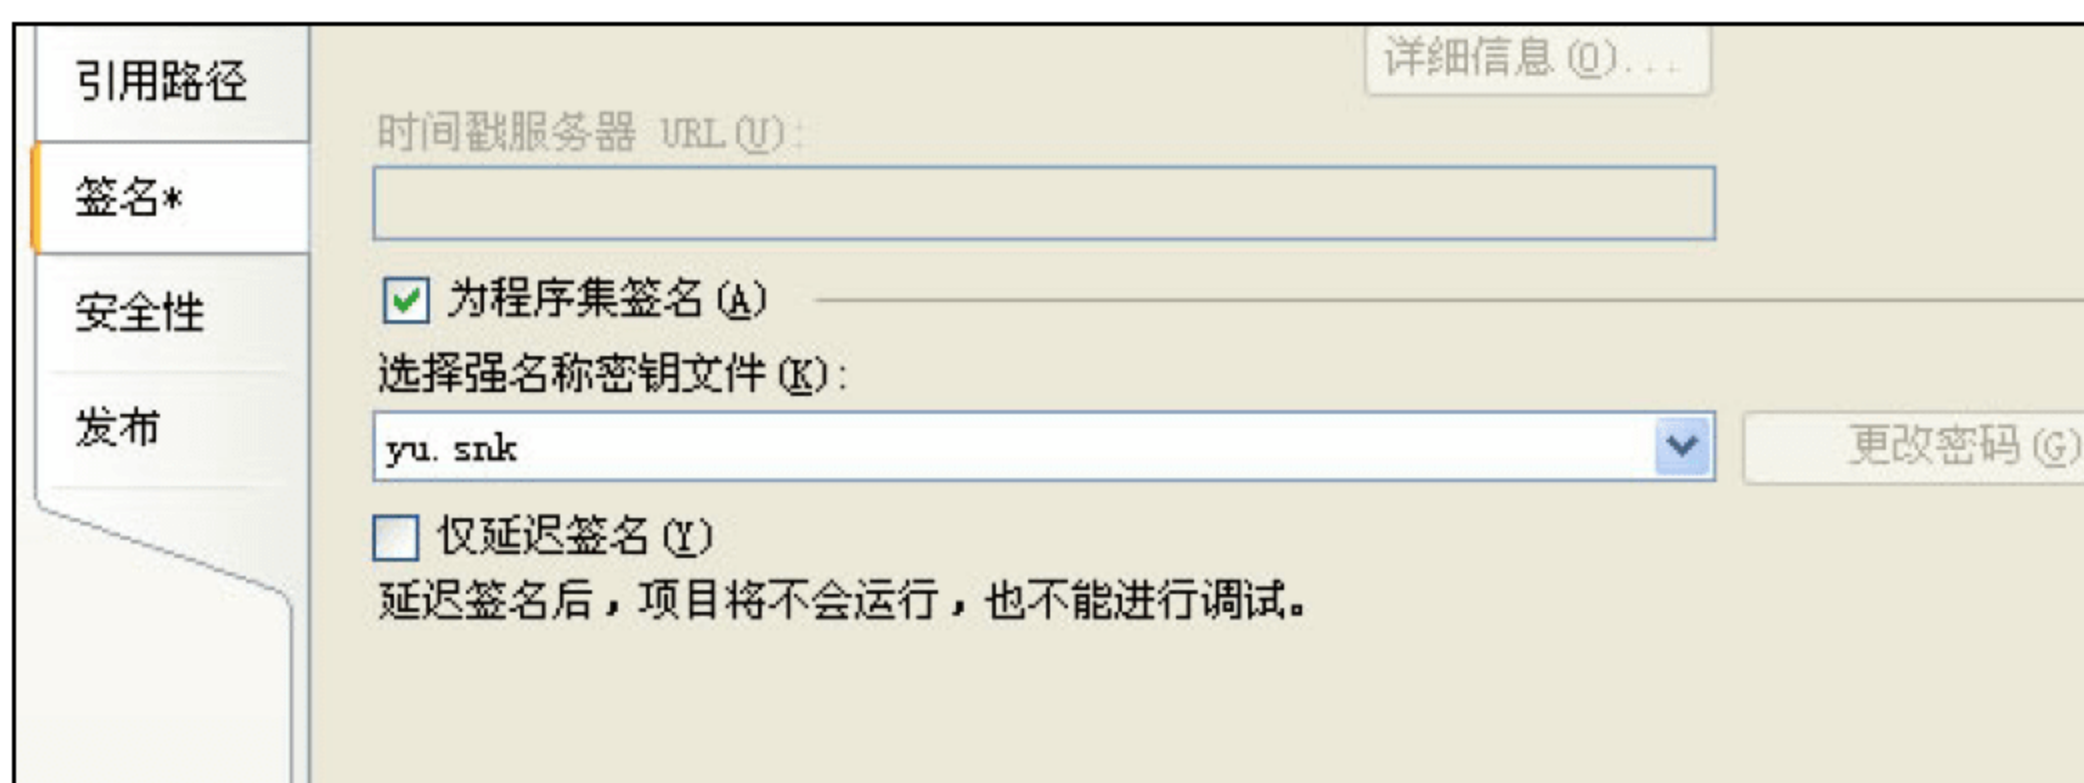 引用路径
签名*
安全性
发布
详细信息(O)...
时间戳服务器 URL(U):
为程序集签名(A)
选择强名称密钥文件(K):
yu.snk
更改密码(G)
仅延迟签名(Y)
延迟签名后，项目将不会运行，也不能进行调试。